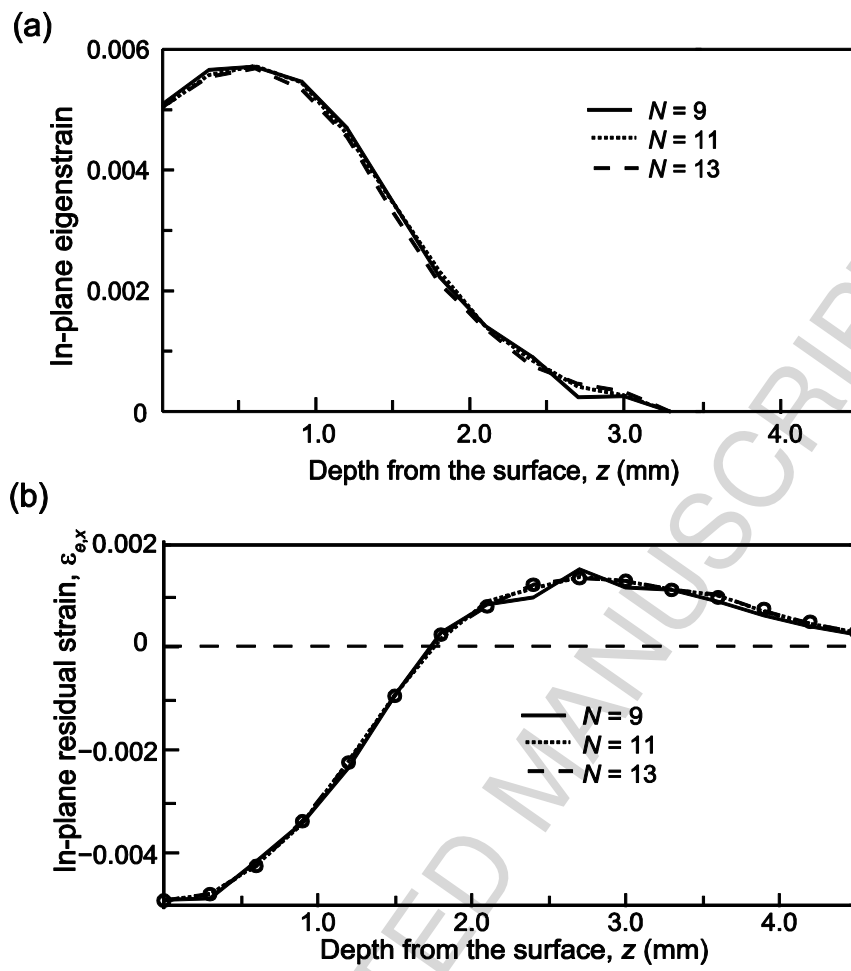 (a)
0.006
0.004
0.002
0
In-plane eigenstrain
N = 9
N = 11
N = 13
1.0
2.0
3.0
4.0
Depth from the surface, z (mm)
(b)
0.002
0
−0.002
−0.004
In-plane residual strain, εe,x
N = 9
N = 11
N = 13
1.0
2.0
3.0
4.0
Depth from the surface, z (mm)
TED MANUSCRIP